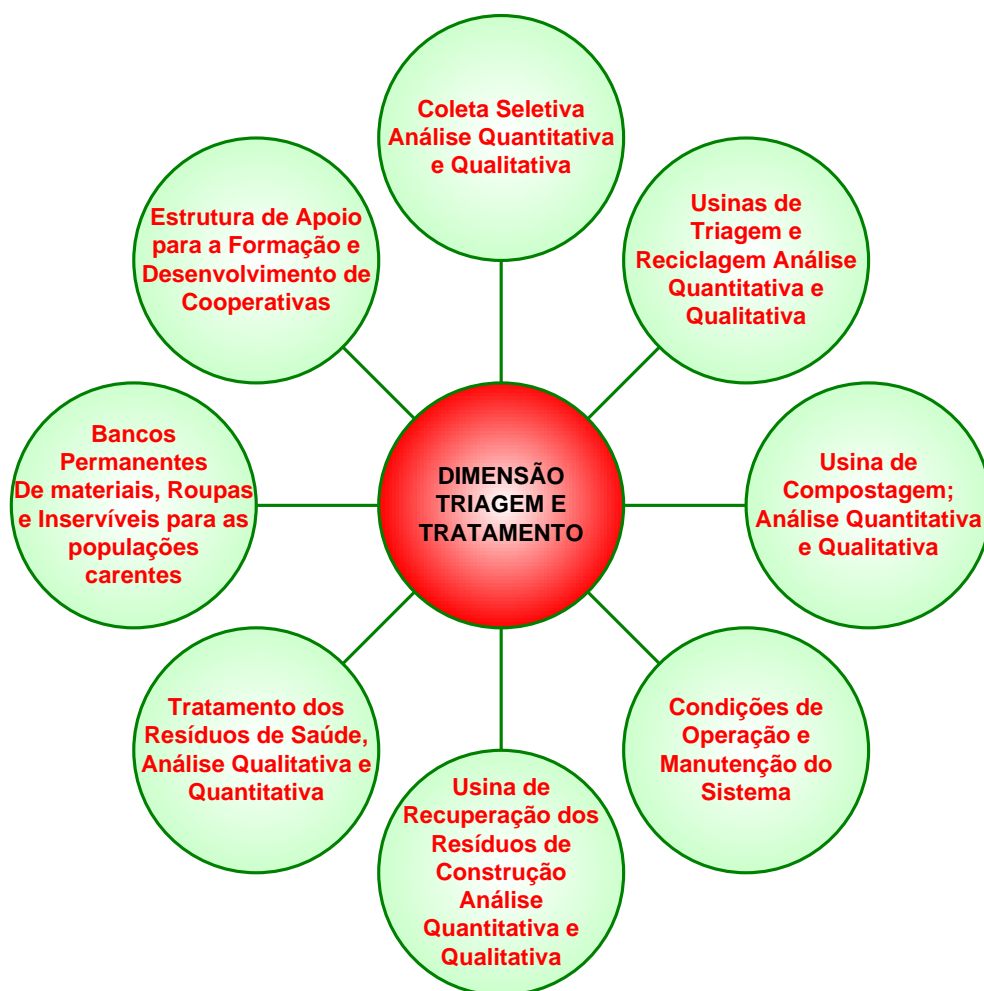 Coleta Seletiva
Análise Quantitativa
e Qualitativa
Estrutura de Apoio
para a Formação e
Desenvolvimento de
Cooperativas
Usinas de
Triagem e
Reciclagem Análise
Quantitativa e
Qualitativa
Bancos
Permanentes
De materiais, Roupas
e Inservíveis para as
populações
carentes
DIMENSÃO
TRIAGEM E
TRATAMENTO
Usina de
Compostagem;
Análise Quantitativa
e Qualitativa
Tratamento dos
Resíduos de Saúde,
Análise Qualitativa e
Quantitativa
Condições de
Operação e
Manutenção do
Sistema
Usina de
Recuperação dos
Resíduos de
Construção
Análise
Quantitativa e
Qualitativa